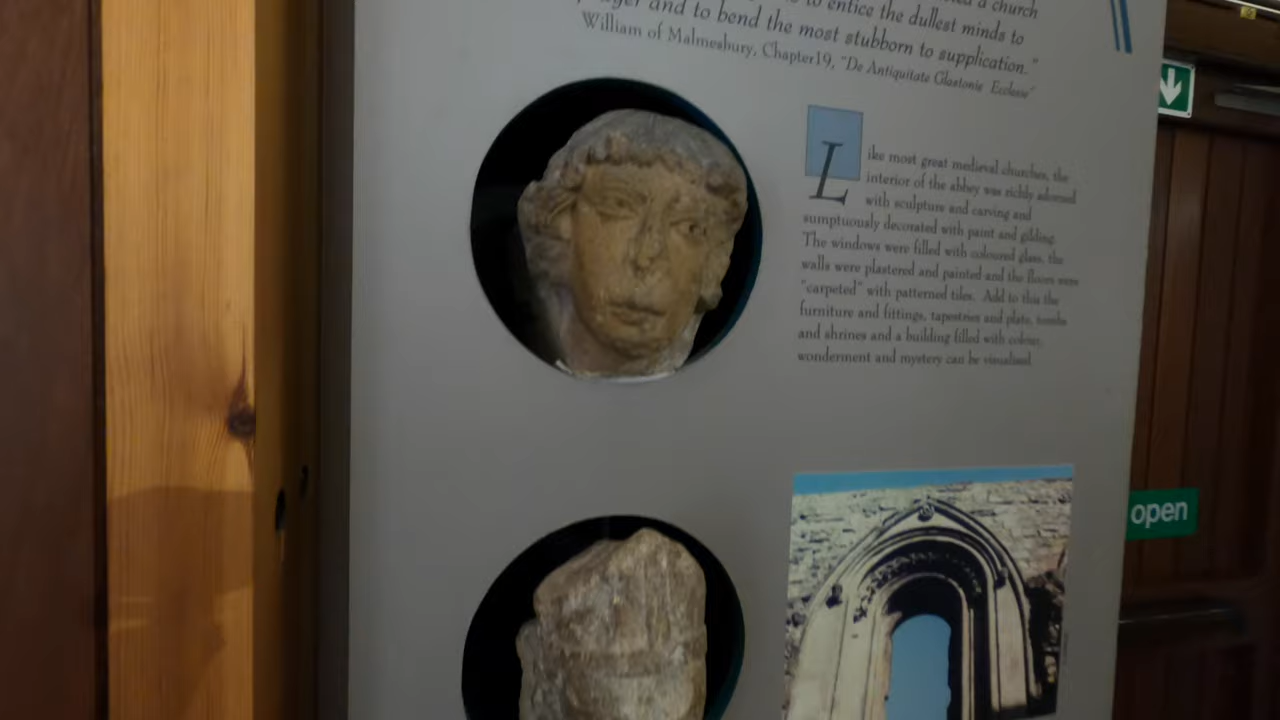 a church
to entice the dullest minds to
and to bend the most stubborn to supplication."
William of Malmesbury, Chapter19, "De Antiquitate Glastonie Ecclesie"
Like most great medieval churches, the
interior of the abbey was richly adorned
with sculpture and carving and
sumptuously decorated with paint and gilding.
The windows were filled with coloured glass, the
walls were plastered and painted and the floors were
"carpeted" with patterned tiles. Add to this the
furniture and fittings, tapestries and plate, tombs
and shrines and a building filled with colour,
wonderment and mystery can be visualised
open